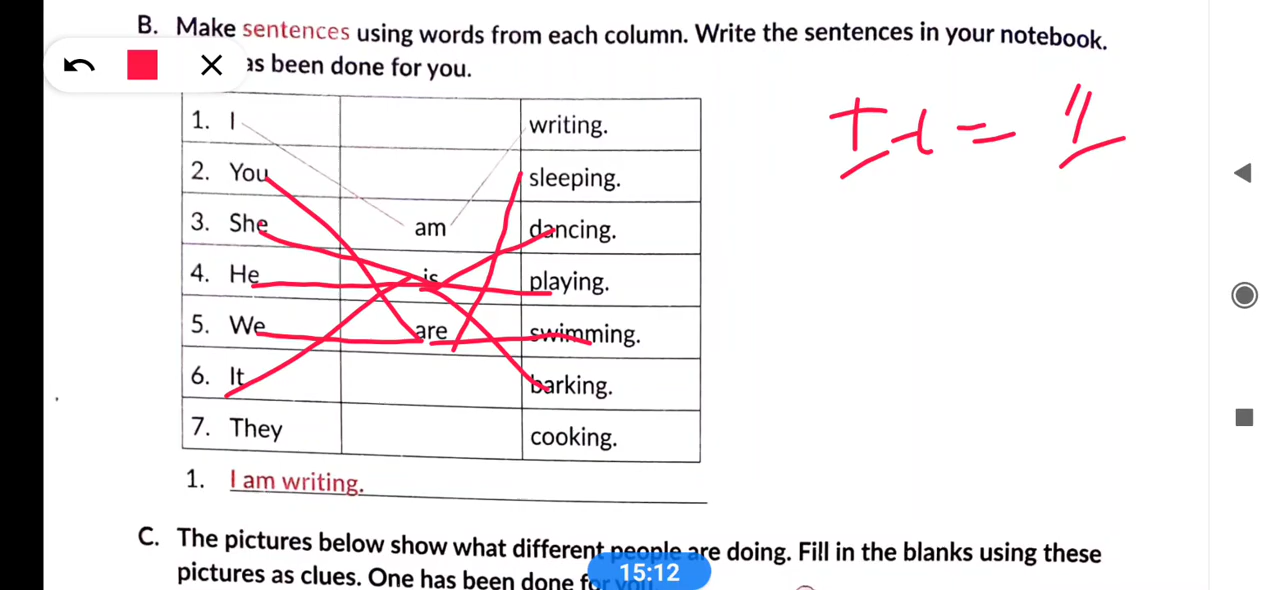 B. Make sentences using words from each column. Write the sentences in your notebook.
as been done for you.
1. I writing.
2. You sleeping.
3. She am dancing.
4. He is playing.
5. We are swimming.
6. It barking.
7. They cooking.
1. I am writing.
C. The pictures below show what different people are doing. Fill in the blanks using these
pictures as clues. One has been done for you
15:12